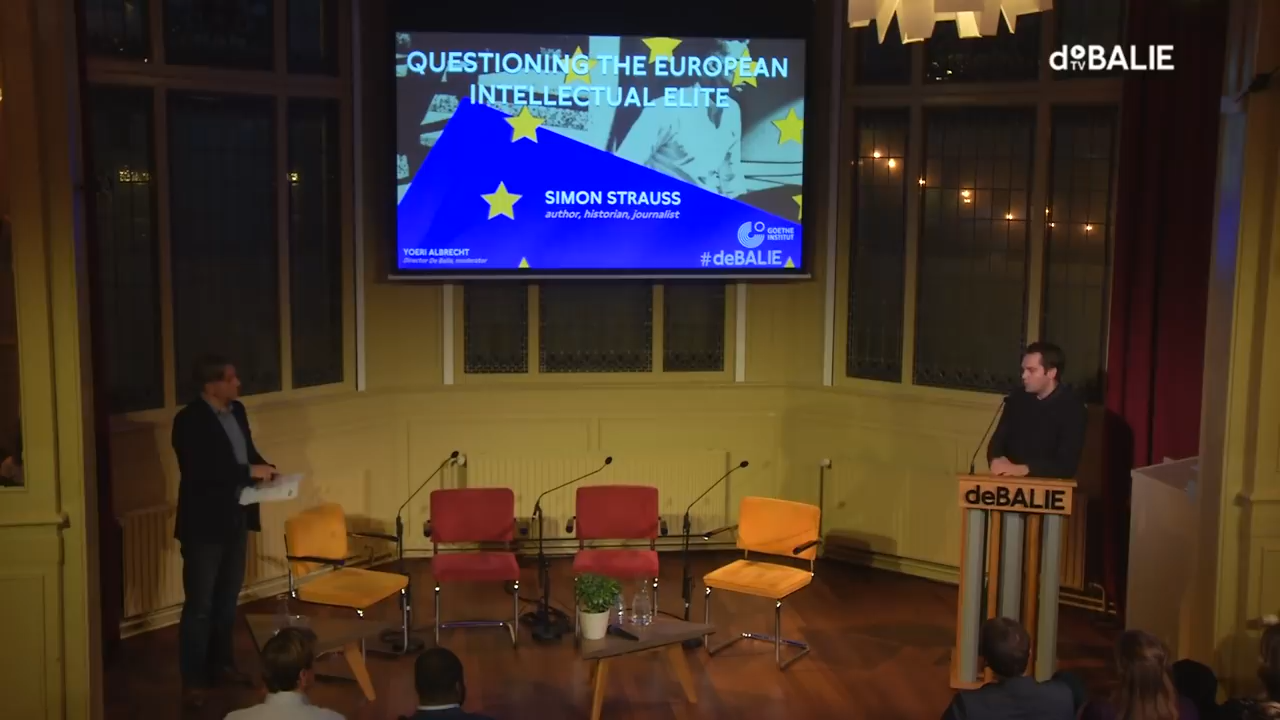 QUESTIONING THE EUROPEAN
INTELLECTUAL ELITE
SIMON STRAUSS
author, historian, journalist
GOETHE
INSTITUT
YOERI ALBRECHT
Director De Balie, moderator
#deBALIE
deBALIE
TV
deBALIE